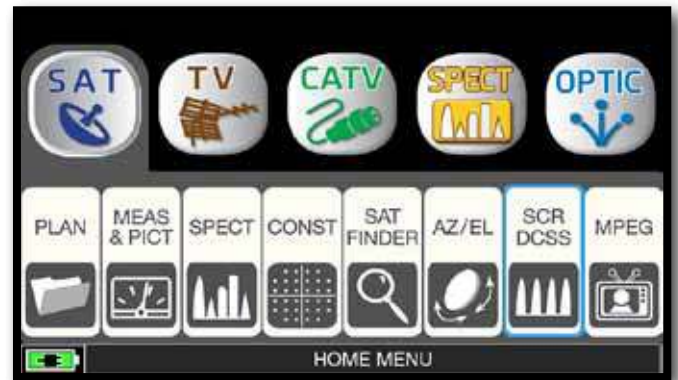 SAT
TV
CATV
SPECT
OPTIC
PLAN
MEAS
& PICT
SPECT
CONST
SAT
FINDER
AZ/EL
SCR
DCSS
MPEG
HOME MENU